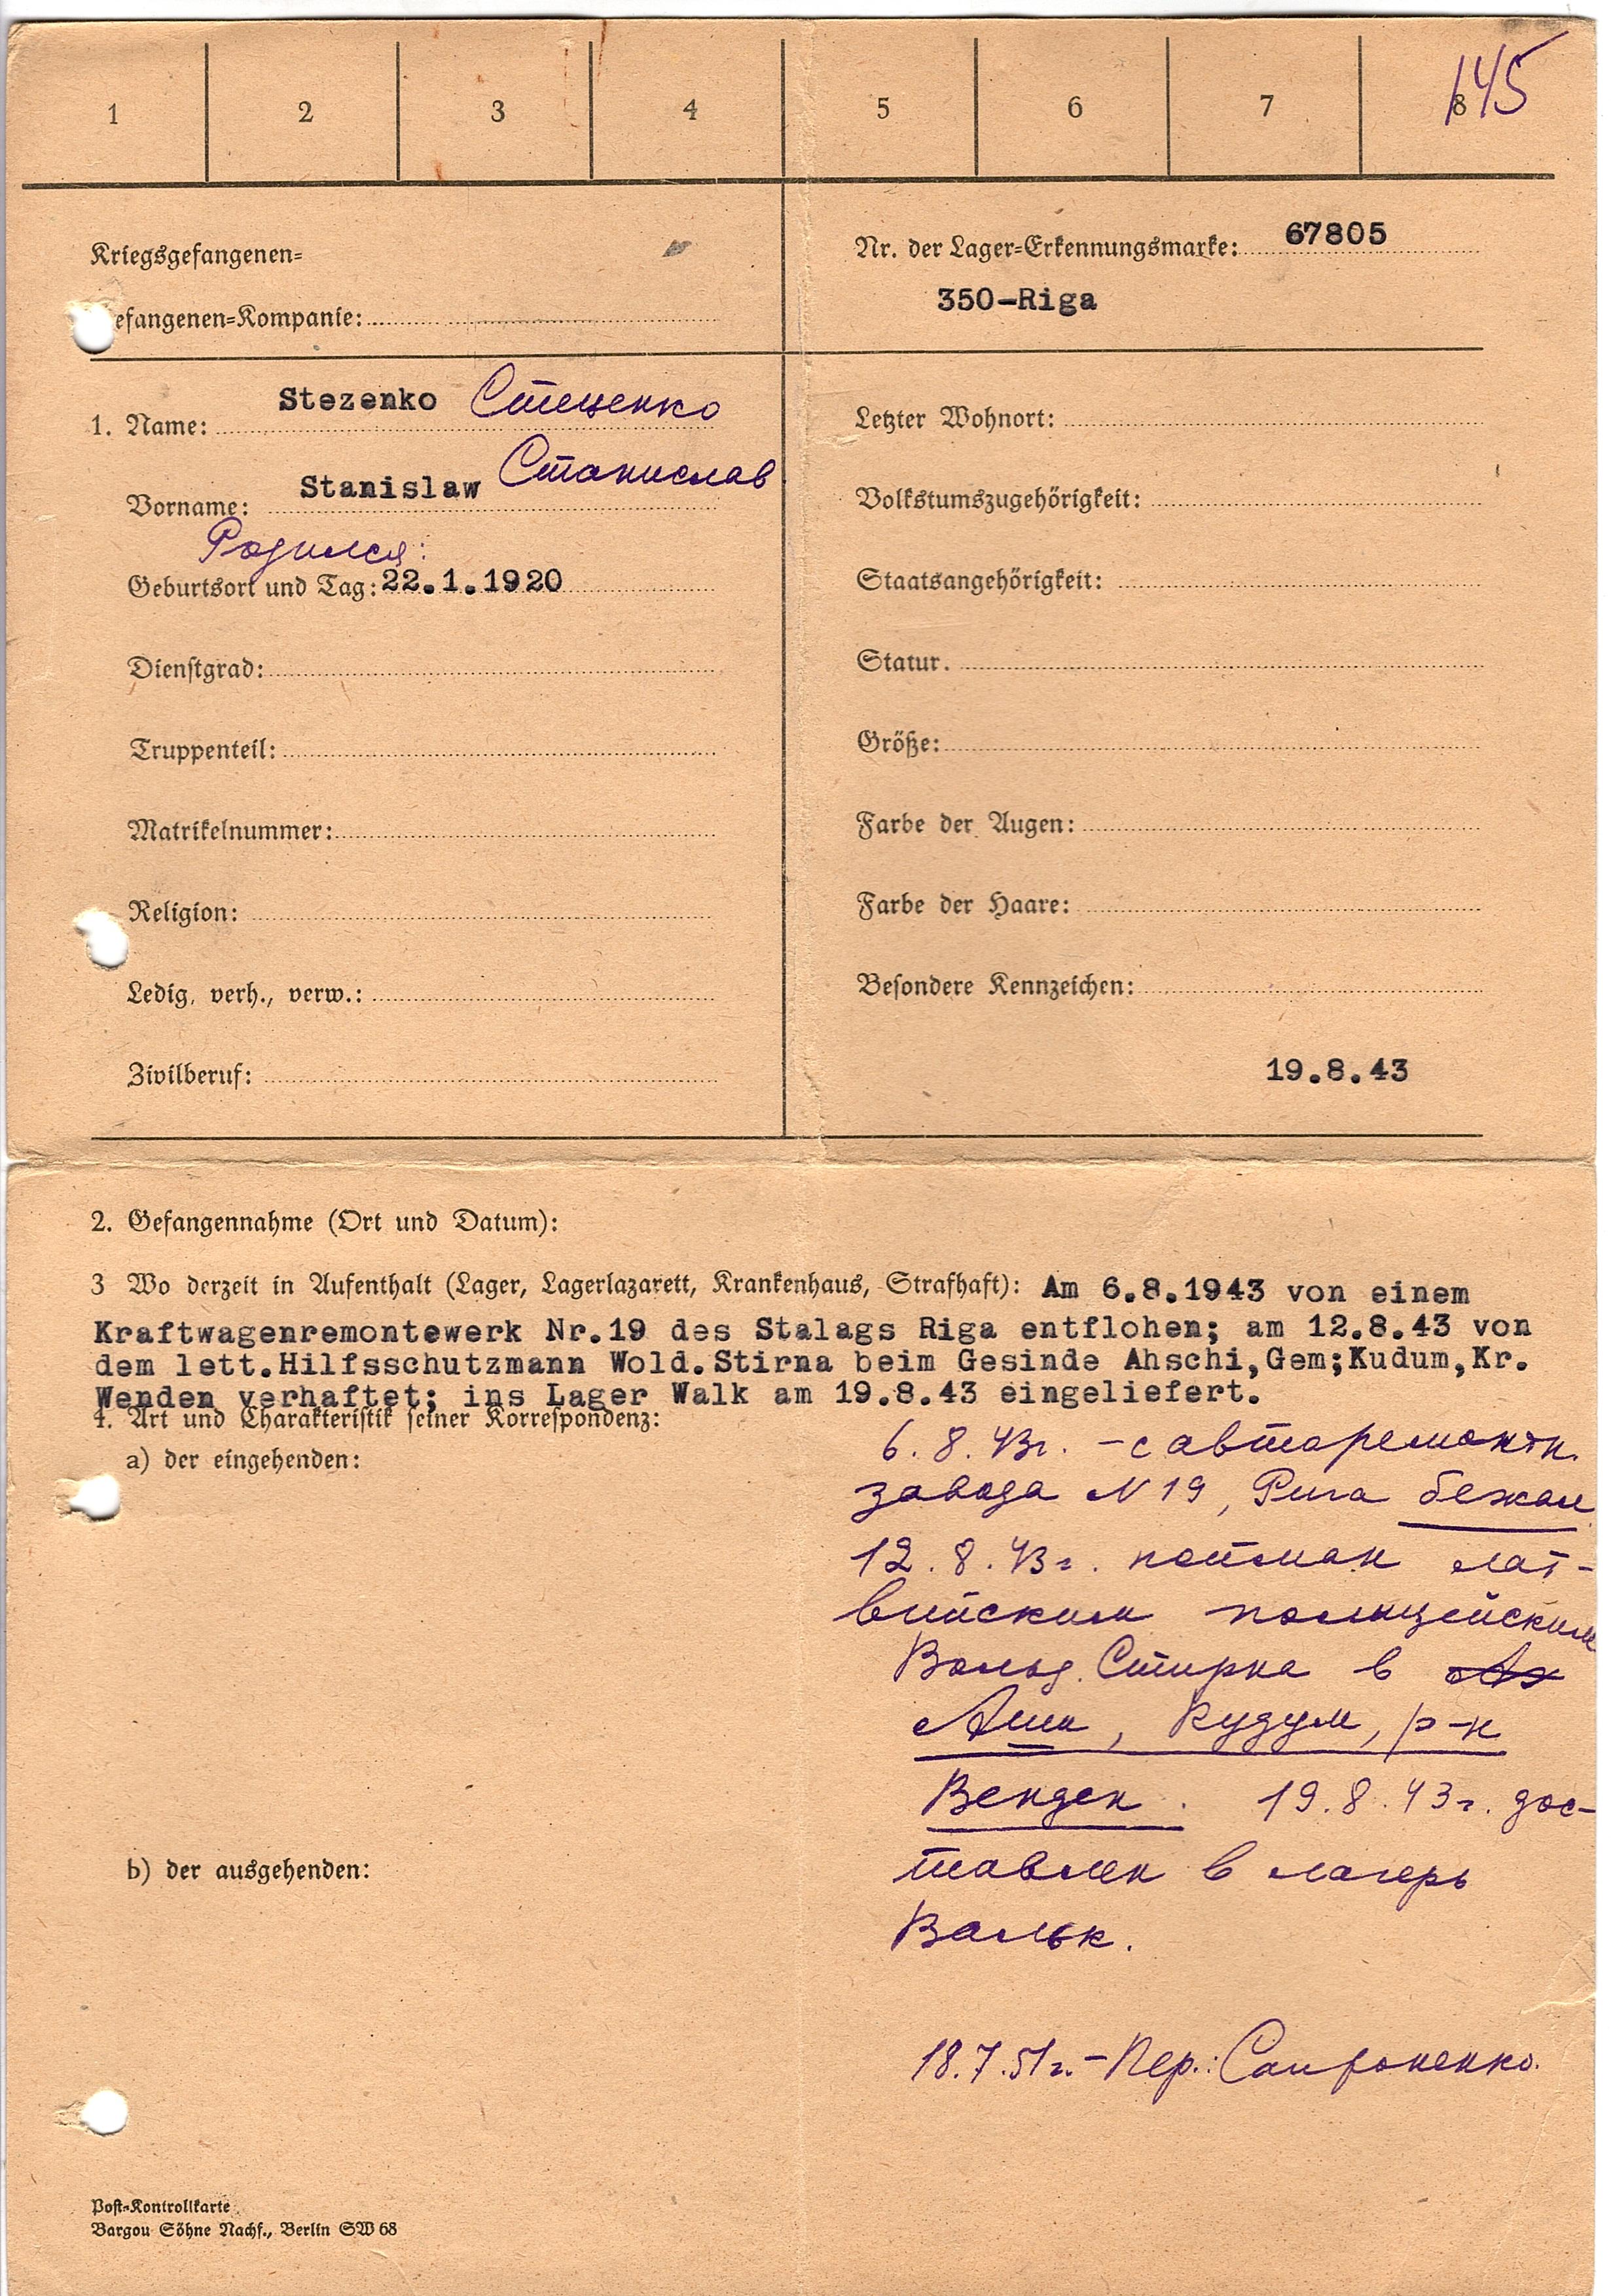 1 2 3 4 5 6 7 8 145
Kriegsgefangenen=
efangenen=Kompanie:
Nr. der Lager=Erkennungsmarke: 67805
350-Riga
1. Name: Stezenko Стеценко
Vorname: Stanislaw Станислав
Родился:
Geburtsort und Tag: 22.1.1920
Dienstgrad:
Truppenteil:
Matrikelnummer:
Religion:
Ledig, verh., verw.:
Zivilberuf:
Letzter Wohnort:
Volkstumszugehörigkeit:
Staatsangehörigkeit:
Statur.
Größe:
Farbe der Augen:
Farbe der Haare:
Besondere Kennzeichen:
19.8.43
2. Gefangennahme (Ort und Datum):
3 Wo derzeit in Aufenthalt (Lager, Lagerlazarett, Krankenhaus, Strafhaft): Am 6.8.1943 von einem
Kraftwagenremontewerk Nr.19 des Stalags Riga entflohen; am 12.8.43 von
dem lett.Hilfsschutzmann Wold.Stirna beim Gesinde Ahschi,Gem;Kudum,Kr.
Wenden verhaftet; ins Lager Walk am 19.8.43 eingeliefert.
4. Art und Charakteristik seiner Korrespondenz:
a) der eingehenden:
6.8.43г. - с авторемонтн.
завода N 19, Рига бежал
12.8.43г. пойман лат-
вийским полицейским
Вольд. Стирна в
Аши, Кудум, р-н
Венден. 19.8.43г. дос-
тавлен в лагерь
Вальк.
b) der ausgehenden:
18.7.51г. - Пер.:
Post=Kontrollkarte
Bargou Söhne Nachf., Berlin SW 68